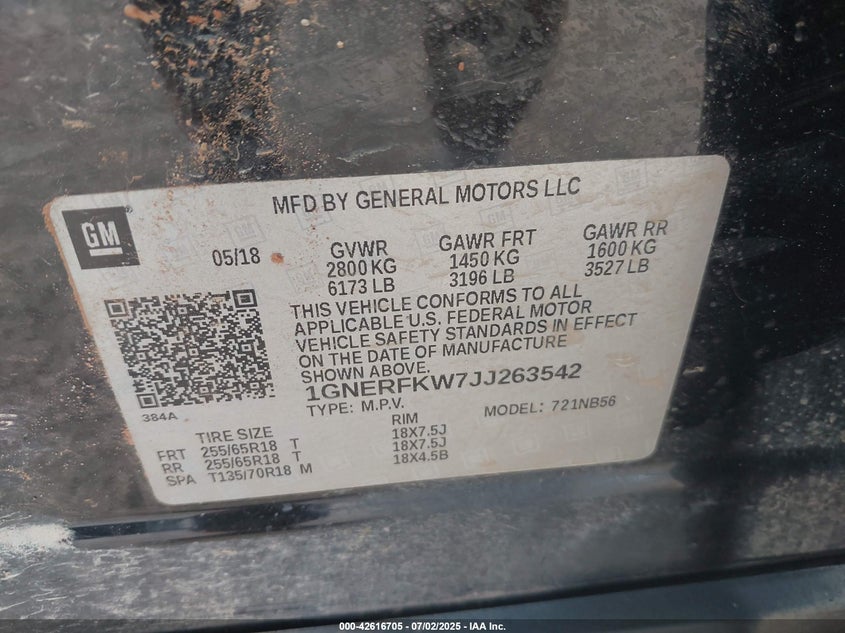 MFD BY GENERAL MOTORS LLC
GM
05/18
GVWR
2800 KG
6173 LB
GAWR FRT
1450 KG
3196 LB
GAWR RR
1600 KG
3527 LB
THIS VEHICLE CONFORMS TO ALL
APPLICABLE U.S. FEDERAL MOTOR
VEHICLE SAFETY STANDARDS IN EFFECT
ON THE DATE OF MANUFACTURE
SHOWN ABOVE.
1GNERFKW7JJ263542
TYPE: M.P.V. MODEL: 721NB56
384A
TIRE SIZE RIM
FRT 255/65R18 T 18X7.5J
RR 255/65R18 T 18X7.5J
SPA T135/70R18 M 18X4.5B
000-42616705 - 07/02/2025 - IAA Inc.